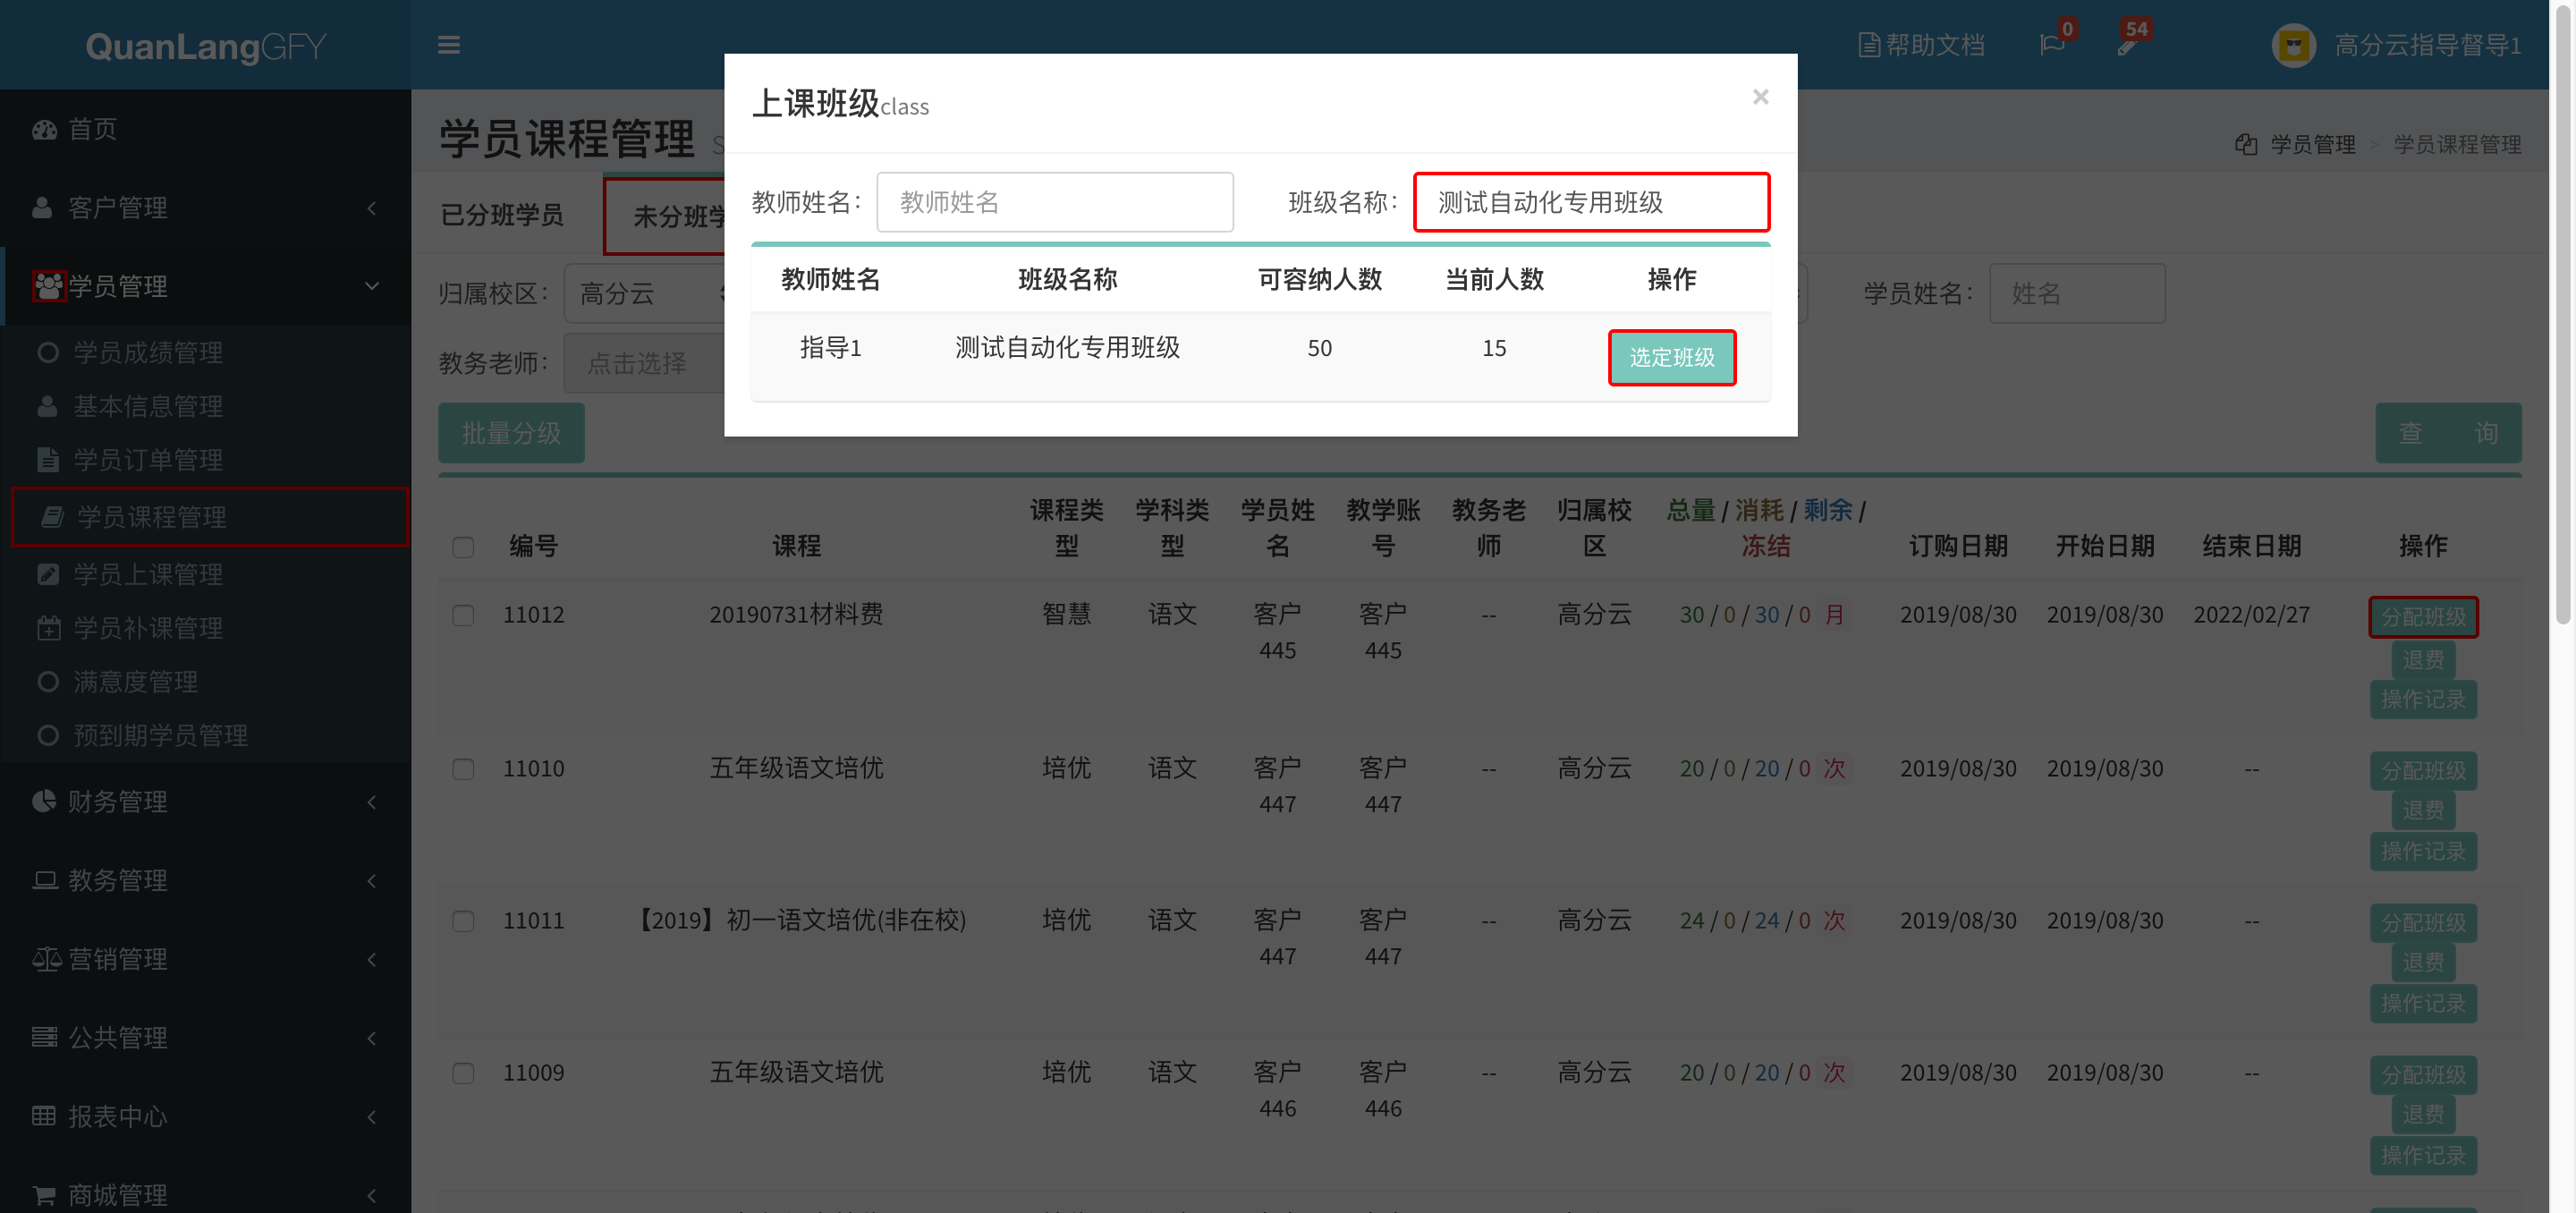 QuanLangGFY
帮助文档
0
54
高分云指导督导1
首页
客户管理
学员管理
学员成绩管理
基本信息管理
学员订单管理
学员课程管理
学员上课管理
学员补课管理
满意度管理
预到期学员管理
财务管理
教务管理
营销管理
公共管理
报表中心
商城管理
学员课程管理 S
学员管理 > 学员课程管理
已分班学员
未分班学
归属校区： 高分云
学员姓名： 姓名
教务老师： 点击选择
批量分级
查 询
上课班级class
×
教师姓名： 教师姓名 班级名称： 测试自动化专用班级
教师姓名 班级名称 可容纳人数 当前人数 操作
指导1 测试自动化专用班级 50 15 选定班级
编号 课程 课程类型 学科类型 学员姓名 教学账号 教务老师 归属校区 总量 / 消耗 / 剩余 / 冻结 订购日期 开始日期 结束日期 操作
11012 20190731材料费 智慧 语文 客户445 客户445 -- 高分云 30 / 0 / 30 / 0 月 2019/08/30 2019/08/30 2022/02/27 分配班级
退费
操作记录
11010 五年级语文培优 培优 语文 客户447 客户447 -- 高分云 20 / 0 / 20 / 0 次 2019/08/30 2019/08/30 -- 分配班级
退费
操作记录
11011 【2019】初一语文培优(非在校) 培优 语文 客户447 客户447 -- 高分云 24 / 0 / 24 / 0 次 2019/08/30 2019/08/30 -- 分配班级
退费
操作记录
11009 五年级语文培优 培优 语文 客户446 客户446 -- 高分云 20 / 0 / 20 / 0 次 2019/08/30 2019/08/30 -- 分配班级
退费
操作记录